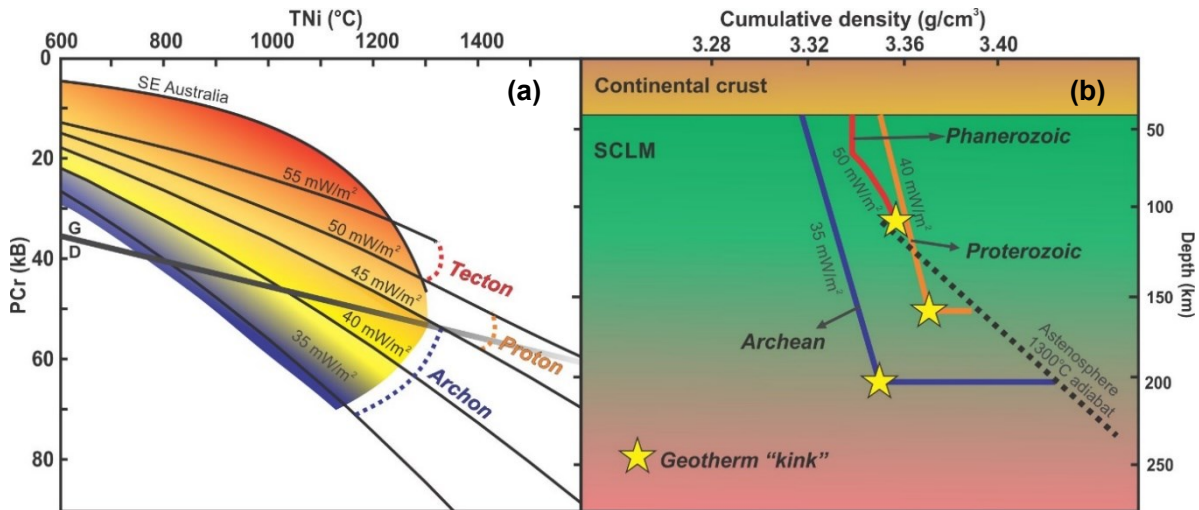 TNi (°C)
600 800 1000 1200 1400
0
20
40
60
80
PCr (kB)
(a)
SE Australia
55 mW/m²
50 mW/m²
45 mW/m²
40 mW/m²
35 mW/m²
G
D
Tecton
Proton
Archon
Cumulative density (g/cm³)
3.28 3.32 3.36 3.40
Continental crust
(b)
SCLM
Phanerozoic
50 mW/m²
40 mW/m²
35 mW/m²
Proterozoic
Archean
Astenosphere
1300°C adiabat
Geotherm “kink”
50
100
150
200
250
Depth (km)